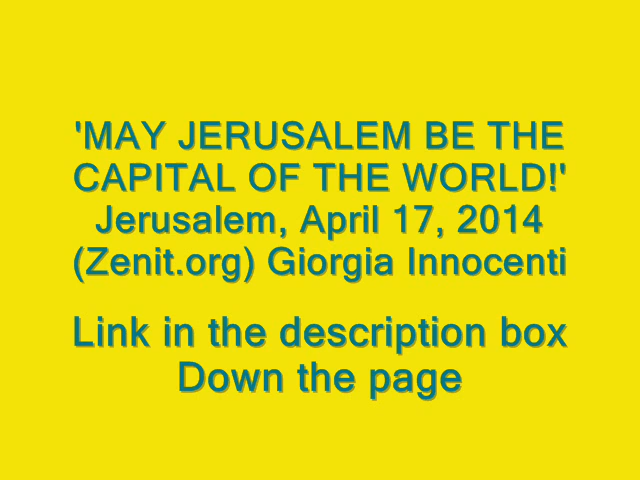 'MAY JERUSALEM BE THE
CAPITAL OF THE WORLD!'
Jerusalem, April 17, 2014
(Zenit.org) Giorgia Innocenti
Link in the description box
Down the page